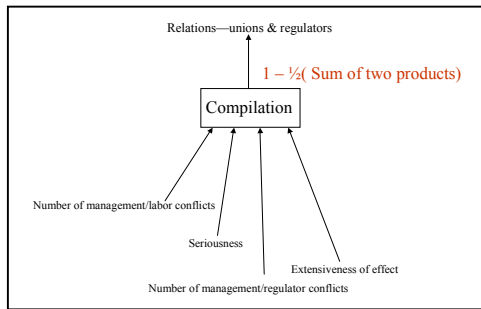 Relations—unions & regulators
1 – ½( Sum of two products)
Compilation
Number of management/labor conflicts
Seriousness
Extensiveness of effect
Number of management/regulator conflicts